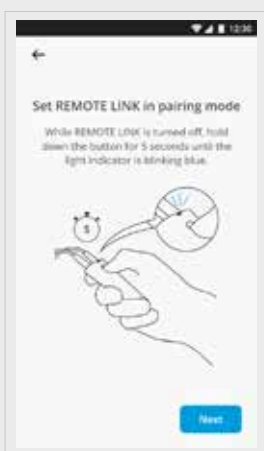 12:30
Set REMOTE LINK in pairing mode
While REMOTE LINK is turned off, hold
down the button for 5 seconds until the
light indicator is blinking blue.
5
Next